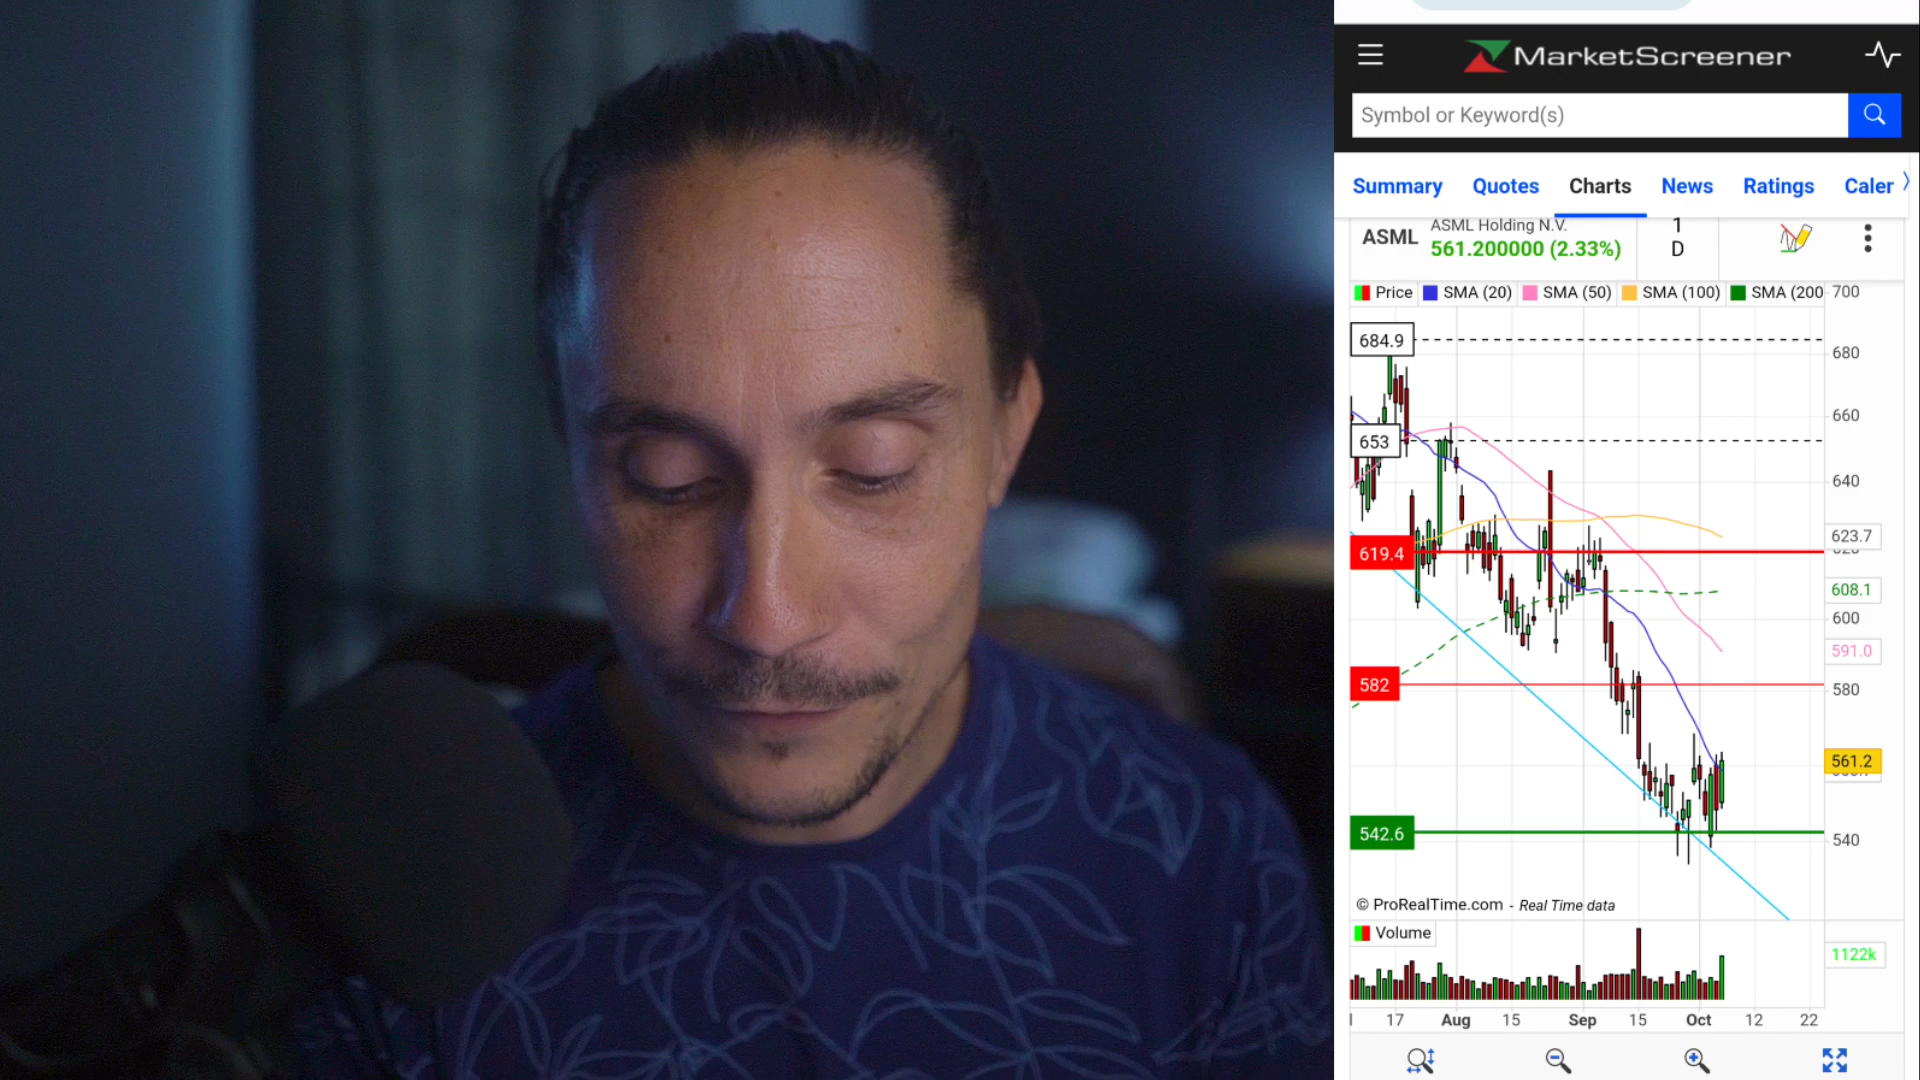 MarketScreener
Symbol or Keyword(s)
Summary Quotes Charts News Ratings Caler
ASML
ASML Holding N.V.
561.200000 (2.33%)
1
D
Price SMA (20) SMA (50) SMA (100) SMA (200
700
684.9
680
660
653
640
623.7
619.4
608.1
600
591.0
582
580
561.2
542.6
540
© ProRealTime.com - Real Time data
Volume
1122k
17 Aug 15 Sep 15 Oct 12 22